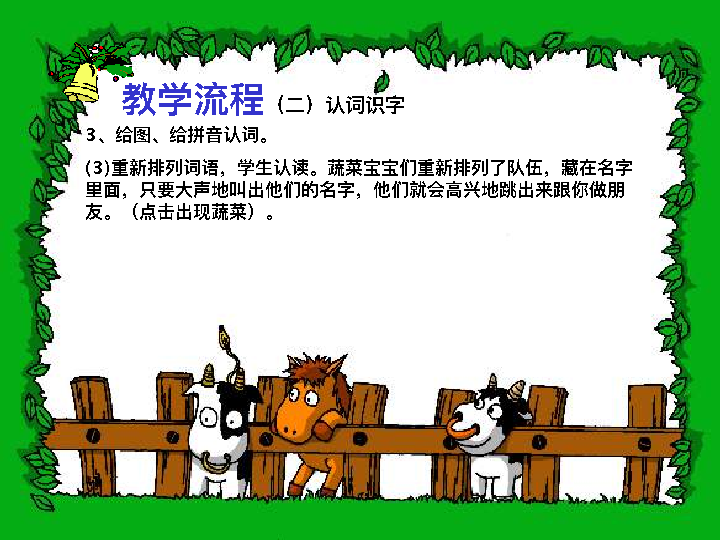 教学流程（二）认词识字
3、给图、给拼音认词。
(3)重新排列词语，学生认读。蔬菜宝宝们重新排列了队伍，藏在名字
里面，只要大声地叫出他们的名字，他们就会高兴地跳出来跟你做朋
友。（点击出现蔬菜）。